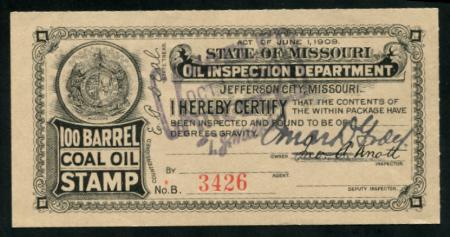 ACT OF JUNE 1, 1909.
STATE OF MISSOURI
OIL INSPECTION DEPARTMENT
JEFFERSON CITY, MISSOURI.
I HEREBY CERTIFY THAT THE CONTENTS OF
THE WITHIN PACKAGE HAVE
BEEN INSPECTED AND FOUND TO BE OF
DEGREES GRAVITY.
OWNER INSPECTOR.
BY
AGENT. DEPUTY INSPECTOR.
No. B. 3426
COUNTERSIGNED
100 BARREL
COAL OIL
STAMP
OCT